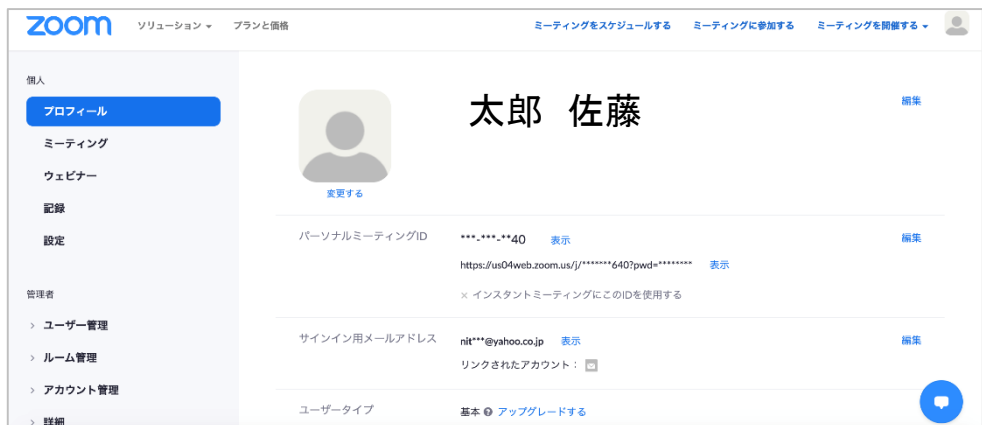 zoom ソリューション プランと価格 ミーティングをスケジュールする ミーティングに参加する ミーティングを開催する
個人
プロフィール
ミーティング
ウェビナー
記録
設定
管理者
ユーザー管理
ルーム管理
アカウント管理
詳細
太郎 佐藤 編集
変更する
パーソナルミーティングID ***-***-**40 表示 編集
https://us04web.zoom.us/j/*******640?pwd=******** 表示
× インスタントミーティングにこのIDを使用する
サインイン用メールアドレス nit***@yahoo.co.jp 表示 編集
リンクされたアカウント：
ユーザータイプ 基本 アップグレードする